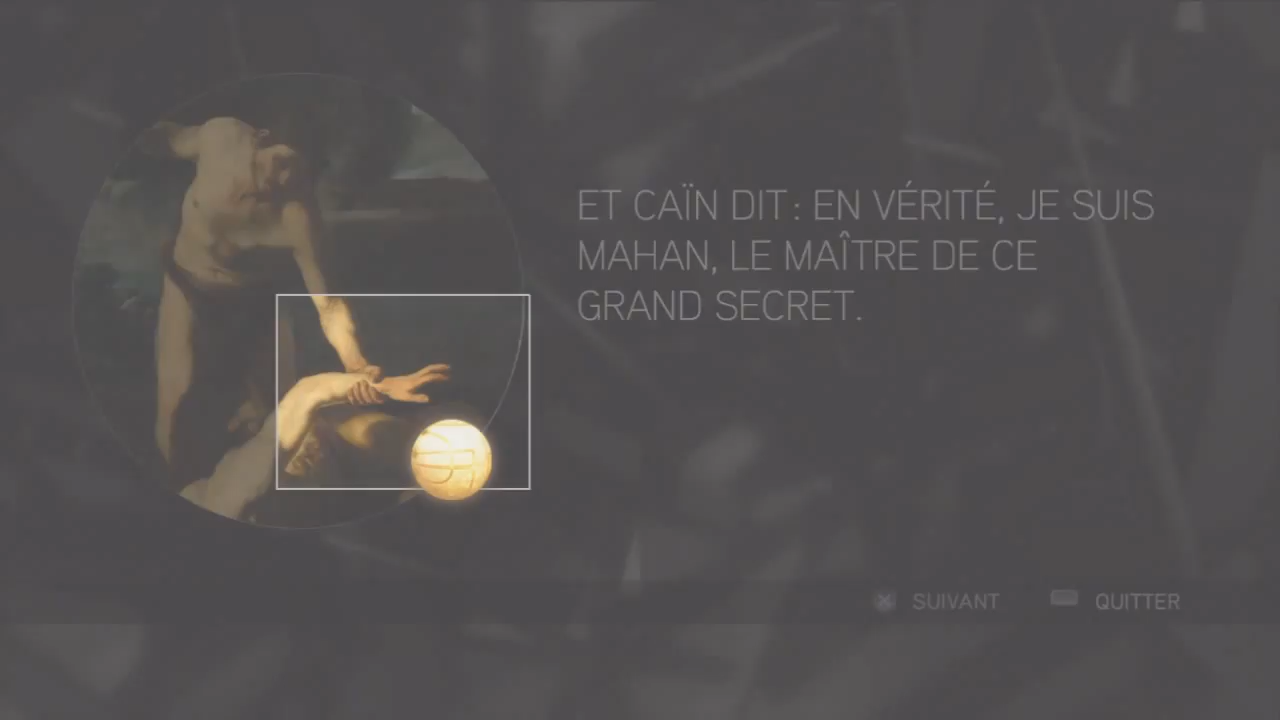 ET CAÏN DIT : EN VÉRITÉ, JE SUIS
MAHAN, LE MAÎTRE DE CE
GRAND SECRET.
SUIVANT
QUITTER